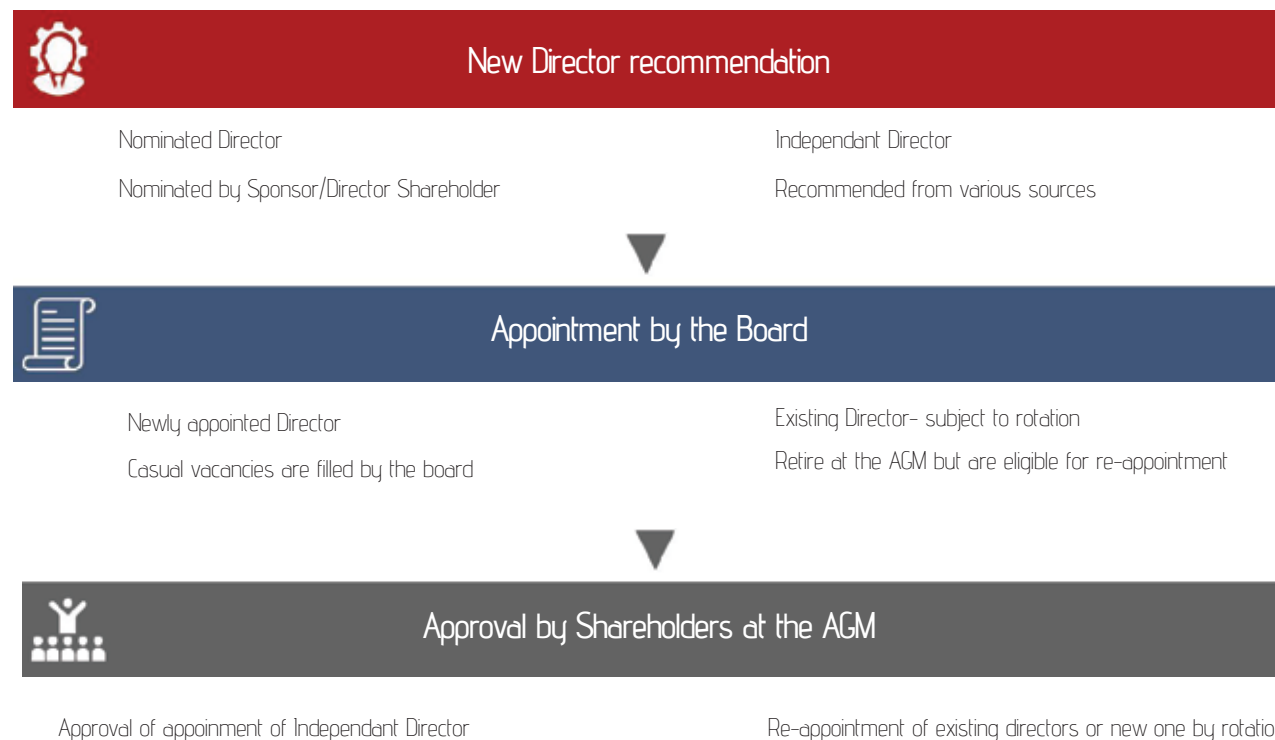 New Director recommendation
Nominated Director
Nominated by Sponsor/Director Shareholder
Independant Director
Recommended from various sources
Appointment by the Board
Newly appointed Director
Casual vacancies are filled by the board
Existing Director- subject to rotation
Retire at the AGM but are eligible for re-appointment
Approval by Shareholders at the AGM
Approval of appoinment of Independant Director
Re-appointment of existing directors or new one by rotatio